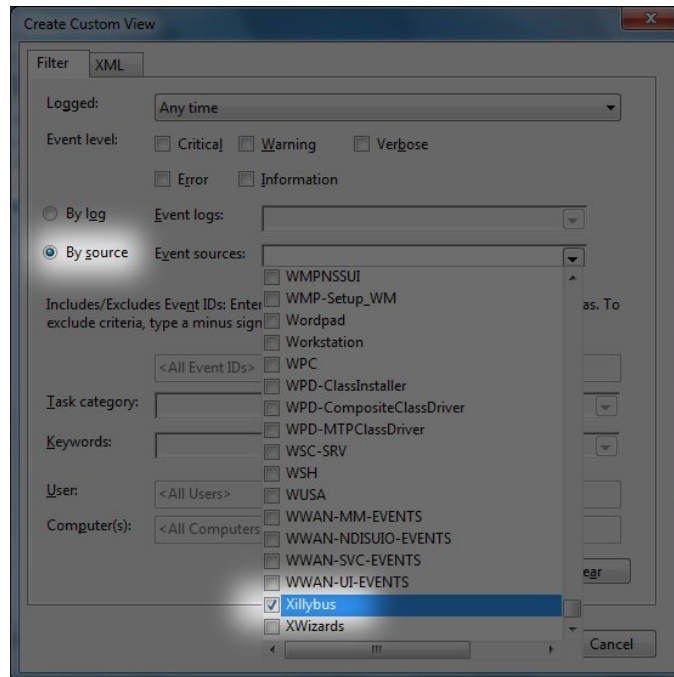 Create Custom View
Filter
XML
Logged:
Any time
Event level:
Critical
Warning
Verbose
Error
Information
By log
Event logs:
By source
Event sources:
WMPNSSUI
WMP-Setup_WM
Includes/Excludes Event IDs: Enter
as. To
Wordpad
exclude criteria, type a minus sign
Workstation
<All Event IDs>
WPC
WPD-ClassInstaller
Task category:
WPD-CompositeClassDriver
WPD-MTPClassDriver
Keywords:
WSC-SRV
WSH
User:
<All Users>
WUSA
WWAN-MM-EVENTS
Computer(s):
<All Computers
WWAN-NDISUIO-EVENTS
WWAN-SVC-EVENTS
WWAN-UI-EVENTS
ear
Xillybus
XWizards
Cancel